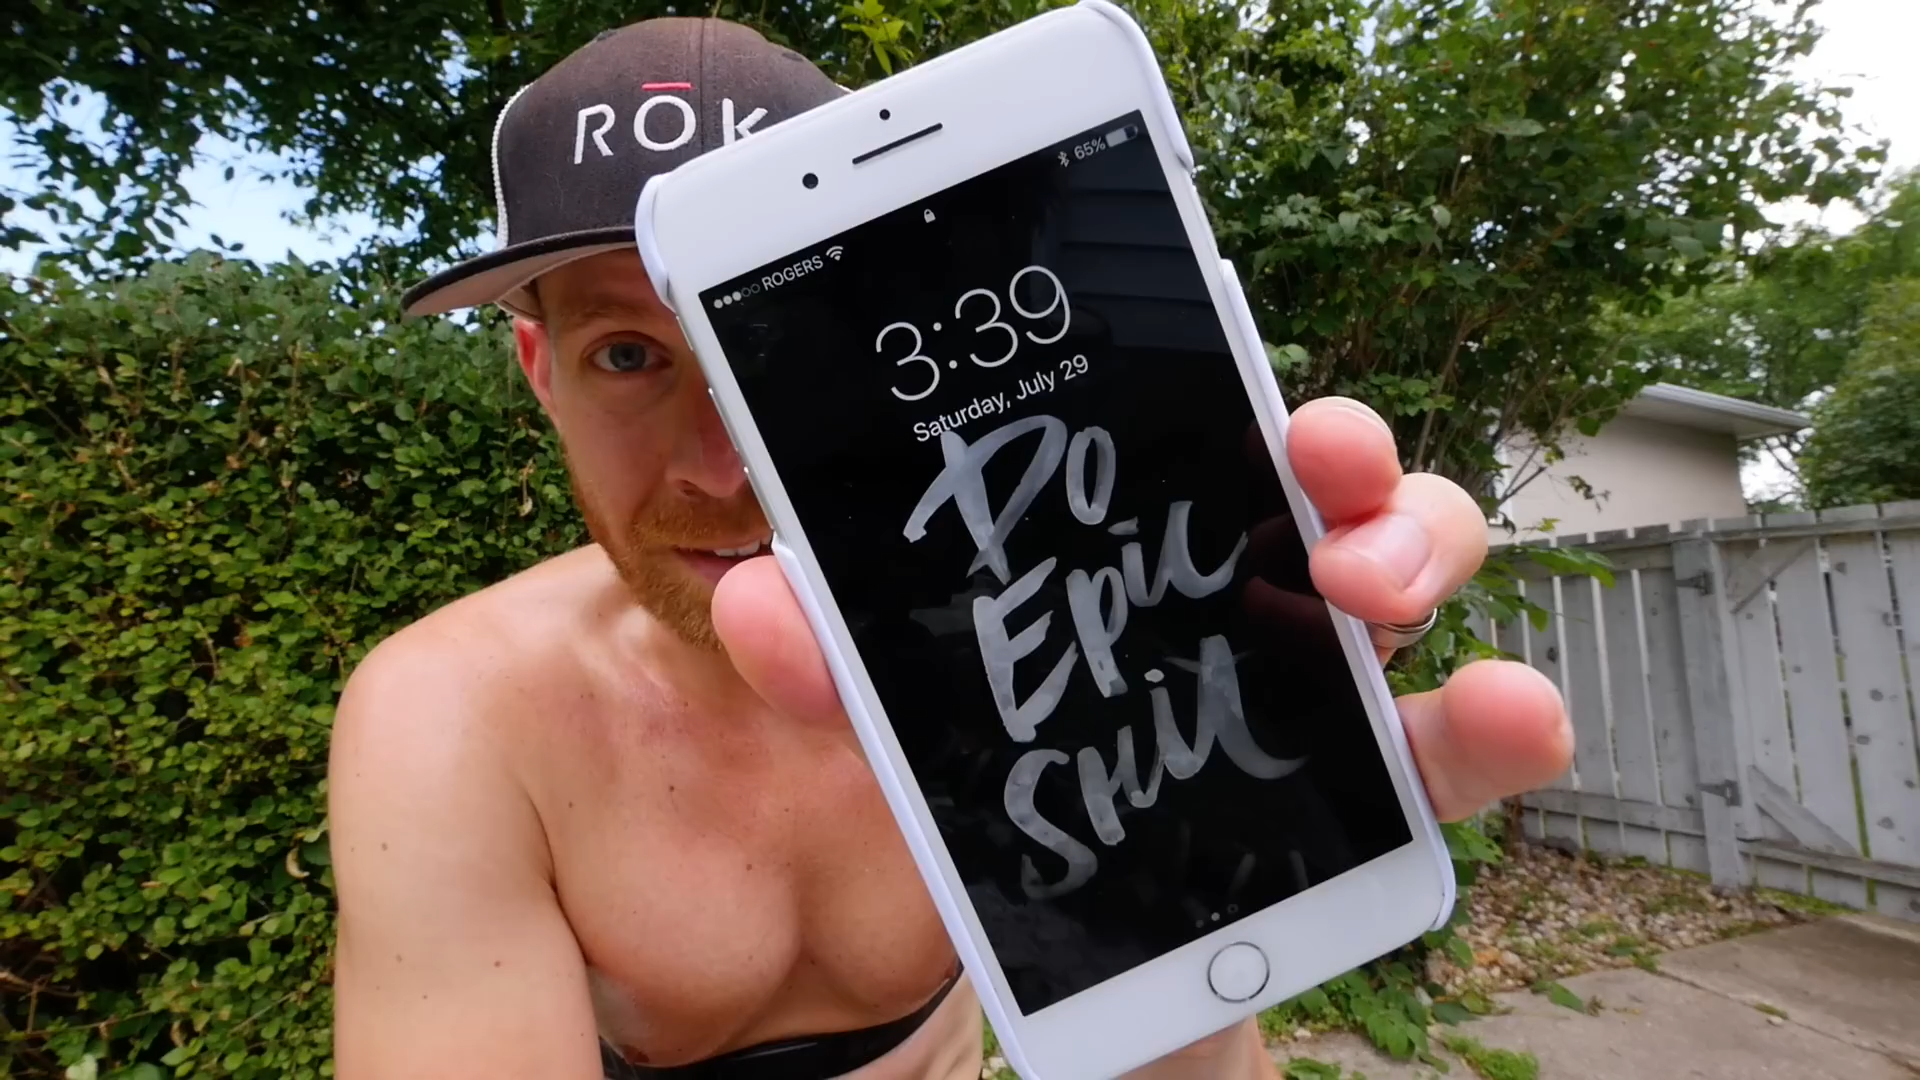 RŌK
65%
ROGERS
3:39
Saturday, July 29
Do
Epic
Shit